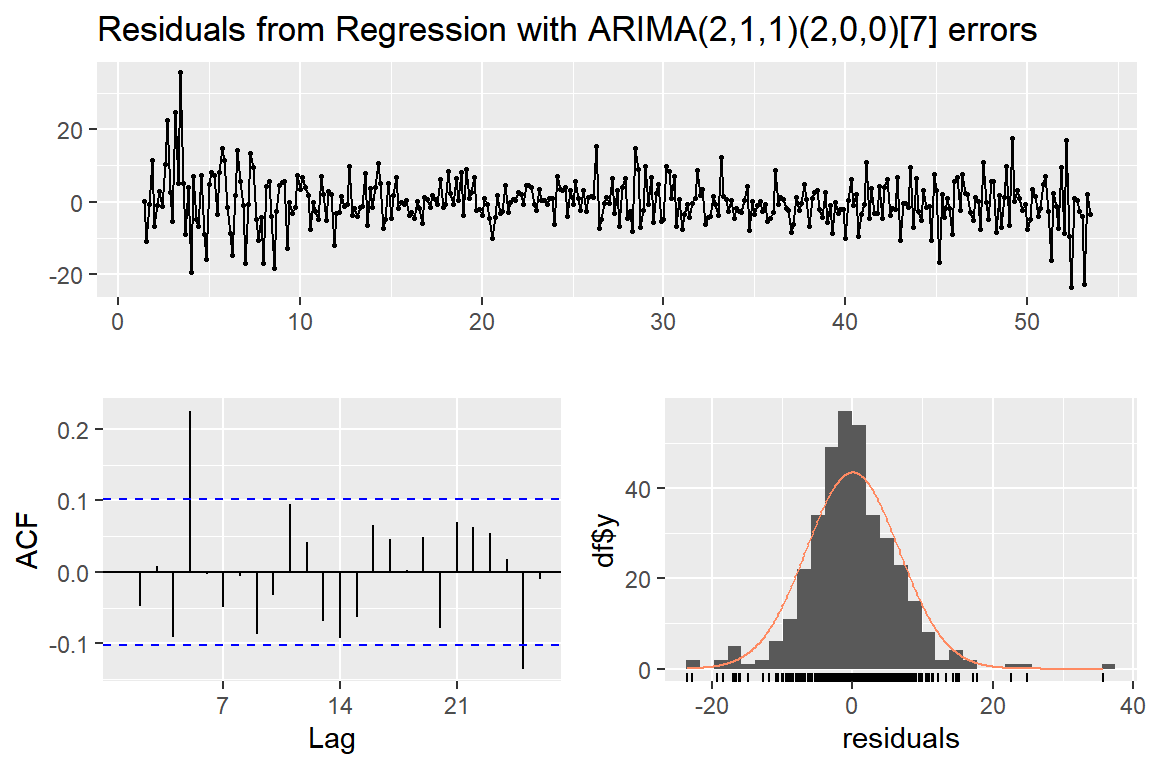 Residuals from Regression with ARIMA(2,1,1)(2,0,0)[7] errors
20
0
-20
0 10 20 30 40 50
ACF
0.2
0.1
0.0
-0.1
7 14 21
Lag
df$y
40
20
0
-20 0 20 40
residuals